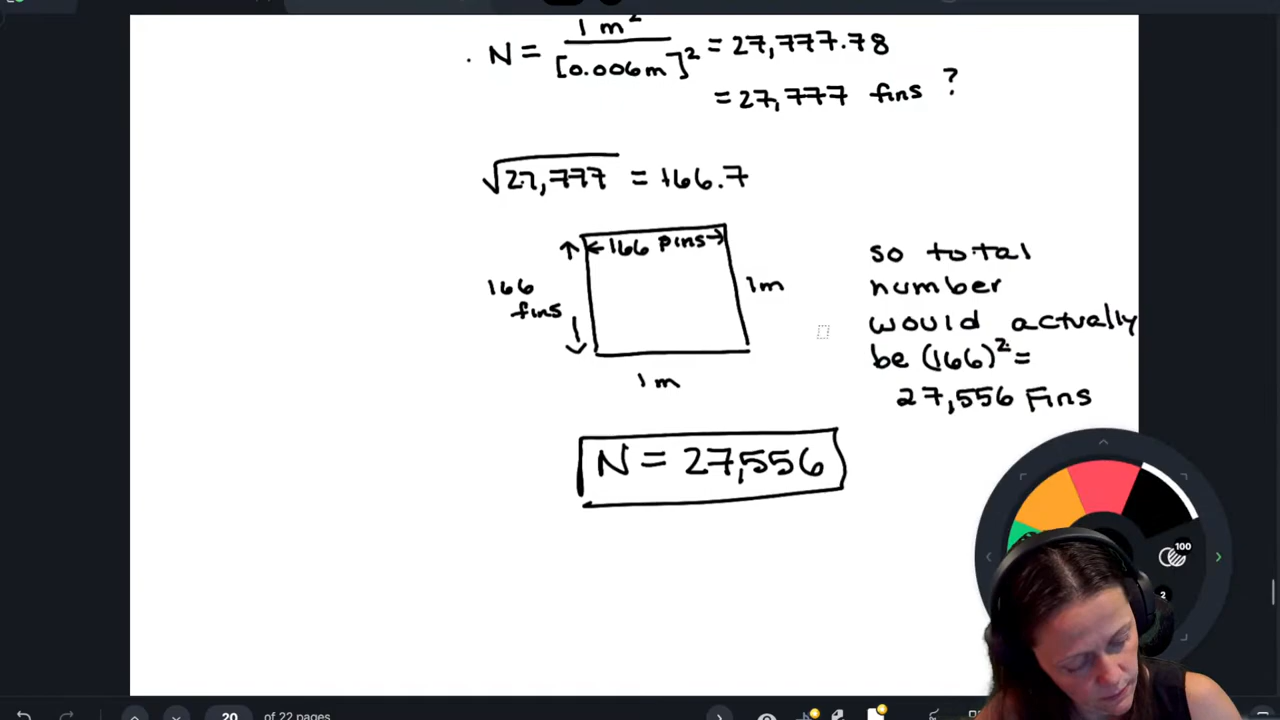 N = 1 m² / [0.006m]² = 27,777.78
= 27,777 fins ?
√27,777 = 166.7
166 pins
166
fins
1m
1m
so total
number
would actually
be (166)² =
27,556 Fins
N = 27,556
100
2
20 of 22 pages